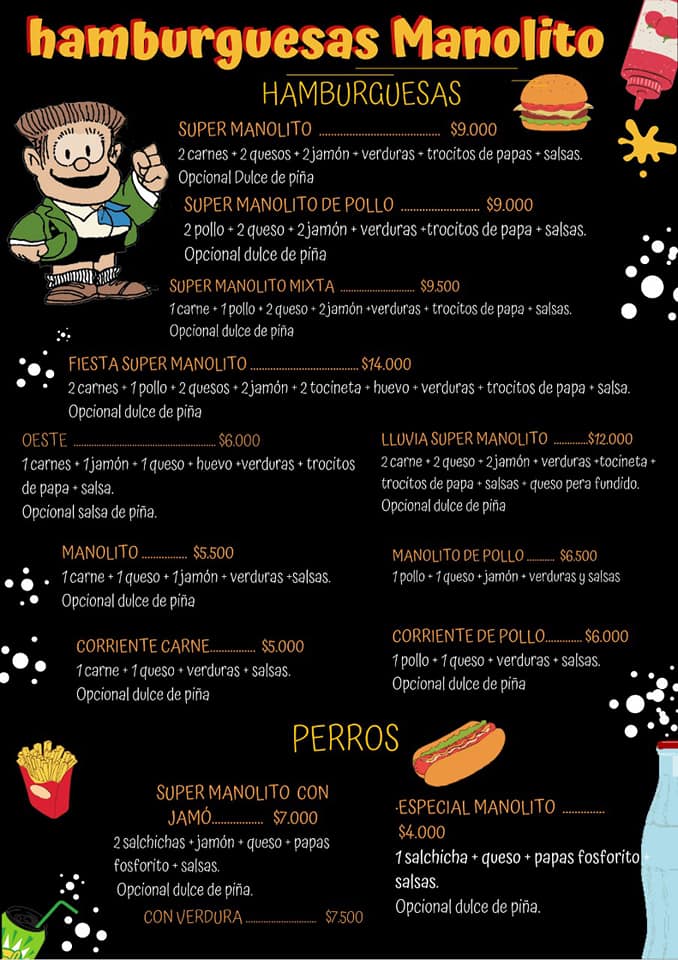 hamburguesas Manolito
HAMBURGUESAS
SUPER MANOLITO ........................................ $9.000
2 carnes + 2 quesos + 2 jamón + verduras + trocitos de papas + salsas.
Opcional Dulce de piña
SUPER MANOLITO DE POLLO .......................... $9.000
2 pollo + 2 queso + 2 jamón + verduras +trocitos de papa + salsas.
Opcional dulce de piña
SUPER MANOLITO MIXTA .......................... $9.500
1 carne + 1 pollo + 2 queso + 2 jamón +verduras + trocitos de papa + salsas.
Opcional dulce de piña
FIESTA SUPER MANOLITO ...................................... $14.000
2 carnes + 1 pollo + 2 quesos + 2 jamón + 2 tocineta + huevo + verduras + trocitos de papa + salsa.
Opcional dulce de piña
OESTE .................................................. $6.000
1 carnes + 1 jamón + 1 queso + huevo +verduras + trocitos
de papa + salsa.
Opcional salsa de piña.
LLUVIA SUPER MANOLITO ............$12.000
2 carne + 2 queso + 2 jamón + verduras +tocineta +
trocitos de papa + salsas + queso pera fundido.
Opcional dulce de piña
MANOLITO ................ $5.500
1 carne + 1 queso + 1 jamón + verduras +salsas.
Opcional dulce de piña
MANOLITO DE POLLO ........... $6.500
1 pollo + 1 queso + jamón + verduras y salsas
CORRIENTE CARNE................ $5.000
1 carne + 1 queso + verduras + salsas.
Opcional dulce de piña
CORRIENTE DE POLLO............. $6.000
1 pollo + 1 queso + verduras + salsas.
Opcional dulce de piña
PERROS
SUPER MANOLITO CON
JAMÓ.................. $7.000
2 salchichas + jamón + queso + papas
fosforito + salsas.
Opcional dulce de piña.
CON VERDURA ......................... $7.500
·ESPECIAL MANOLITO ..............
$4.000
1 salchicha + queso + papas fosforito +
salsas.
Opcional dulce de piña.